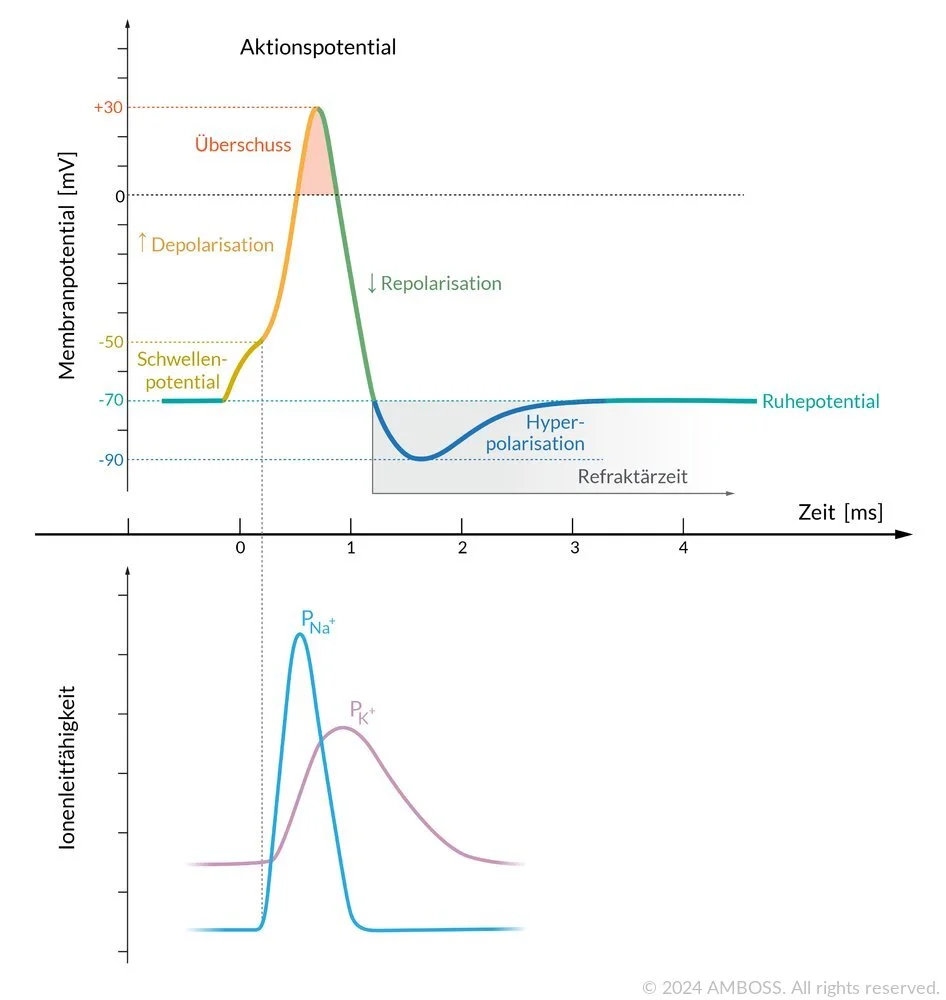 Aktionspotential
+30
Überschuss
Membranpotential [mV]
0
↑ Depolarisation
↓ Repolarisation
-50
Schwellen-
potential
-70
Ruhepotential
Hyper-
polarisation
-90
Refraktärzeit
Zeit [ms]
0 1 2 3 4
P Na+
P K+
Ionenleitfähigkeit
© 2024 AMBOSS. All rights reserved.